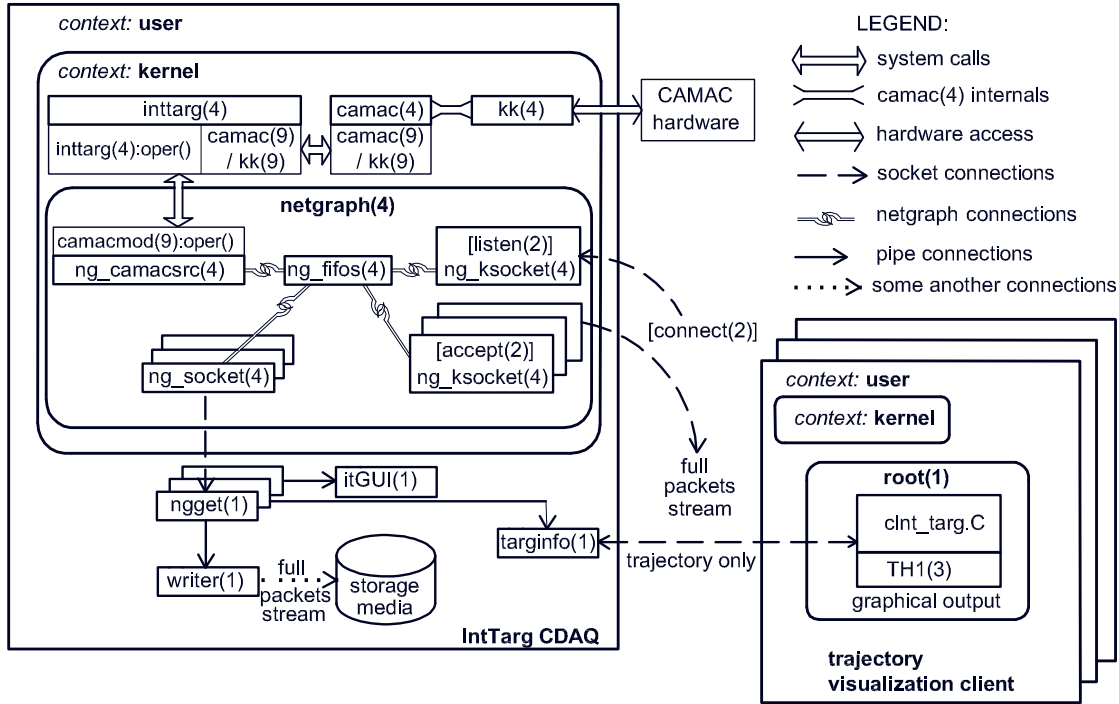 context: user
context: kernel
inttarg(4)
inttarg(4):oper()
camac(9)
/ kk(9)
camac(4)
camac(9)
/ kk(9)
kk(4)
CAMAC
hardware
netgraph(4)
camacmod(9):oper()
ng_camacsrc(4)
ng_fifos(4)
[listen(2)]
ng_ksocket(4)
[accept(2)]
ng_ksocket(4)
ng_socket(4)
[connect(2)]
full
packets
stream
ngget(1)
itGUI(1)
targinfo(1)
trajectory only
writer(1)
full
packets
stream
storage
media
IntTarg CDAQ
LEGEND:
system calls
camac(4) internals
hardware access
socket connections
netgraph connections
pipe connections
some another connections
context: user
context: kernel
root(1)
cInt_targ.C
TH1(3)
graphical output
trajectory
visualization client